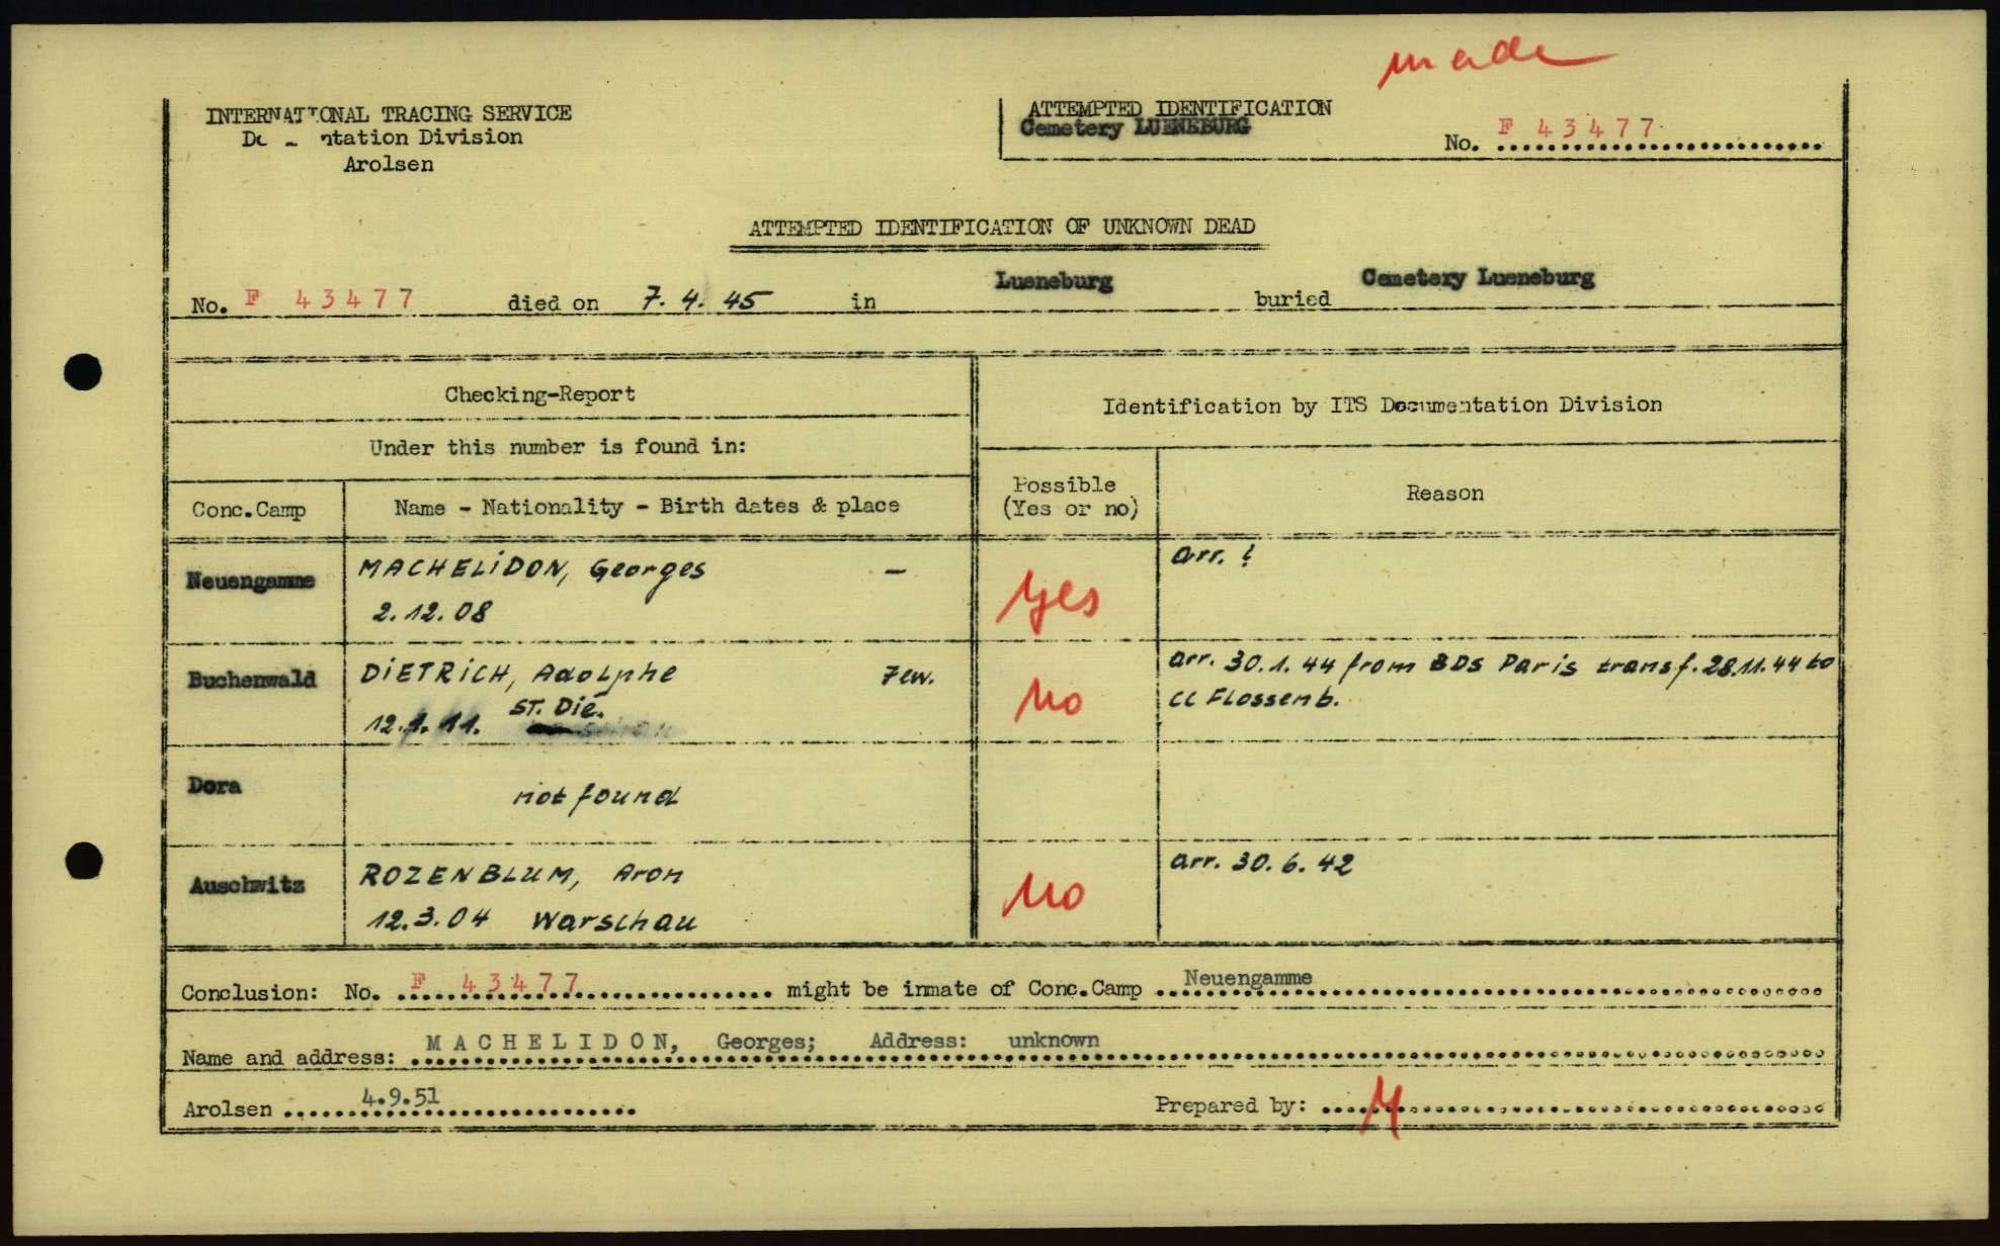 made
INTERNATIONAL TRACING SERVICE
Documentation Division
Arolsen
ATTEMPTED IDENTIFICATION
Cemetery LUENEBURG
No. F 43477
ATTEMPTED IDENTIFICATION OF UNKNOWN DEAD
No. F 43477 died on 7.4.45 in Lueneburg buried Cemetery Lueneburg
Checking-Report
Identification by ITS Documentation Division
Under this number is found in:
Conc.Camp
Name - Nationality - Birth dates & place
Possible
(Yes or no)
Reason
Neuengamme
MACHELIDON, Georges -
2.12.08
yes
arr. ?
Buchenwald
DIETRICH, Adolphe Jew.
12.1.11. ST. Dié.
no
arr. 30.1.44 from BDS Paris transf. 28.11.44 to
CC Flossenb.
Dora
not found
Auschwitz
ROZENBLUM, Aron
12.3.04 Warschau
no
arr. 30.6.42
Conclusion: No. F 43477 might be inmate of Conc.Camp Neuengamme
Name and address: MACHELIDON, Georges; Address: unknown
Arolsen 4.9.51
Prepared by: